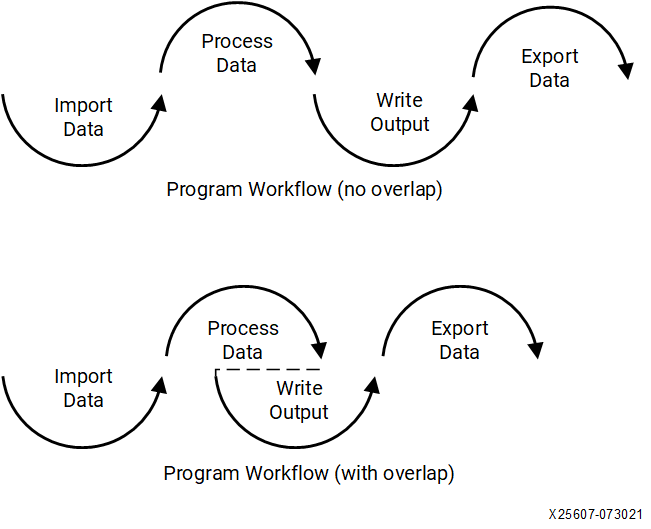 Process
Data
Export
Data
Import
Data
Write
Output
Program Workflow (no overlap)
Process
Data
Export
Data
Import
Data
Write
Output
Program Workflow (with overlap)
X25607-073021